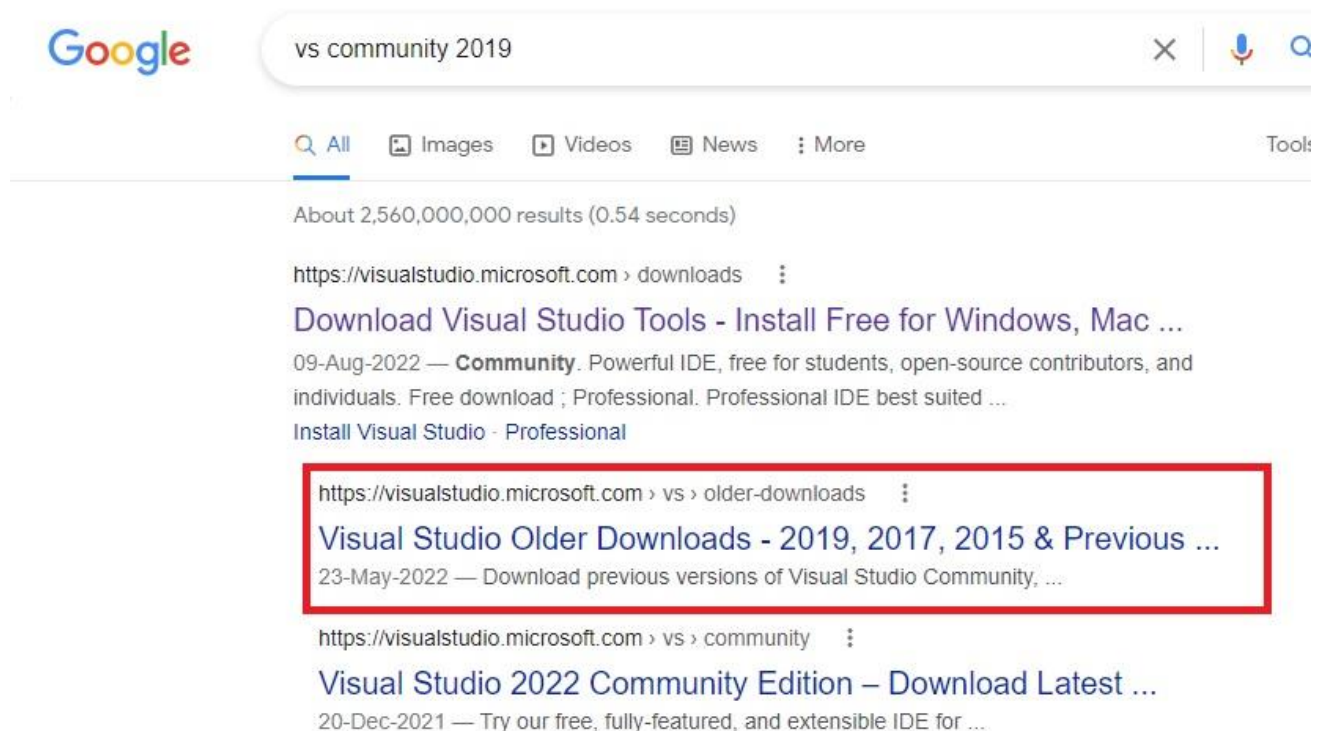 Google
vs community 2019
All Images Videos News More
Tools
About 2,560,000,000 results (0.54 seconds)
https://visualstudio.microsoft.com › downloads
Download Visual Studio Tools - Install Free for Windows, Mac ...
09-Aug-2022 — Community. Powerful IDE, free for students, open-source contributors, and
individuals. Free download ; Professional. Professional IDE best suited ...
Install Visual Studio · Professional
https://visualstudio.microsoft.com › vs › older-downloads
Visual Studio Older Downloads - 2019, 2017, 2015 & Previous ...
23-May-2022 — Download previous versions of Visual Studio Community, ...
https://visualstudio.microsoft.com › vs › community
Visual Studio 2022 Community Edition – Download Latest ...
20-Dec-2021 — Try our free, fully-featured, and extensible IDE for ...